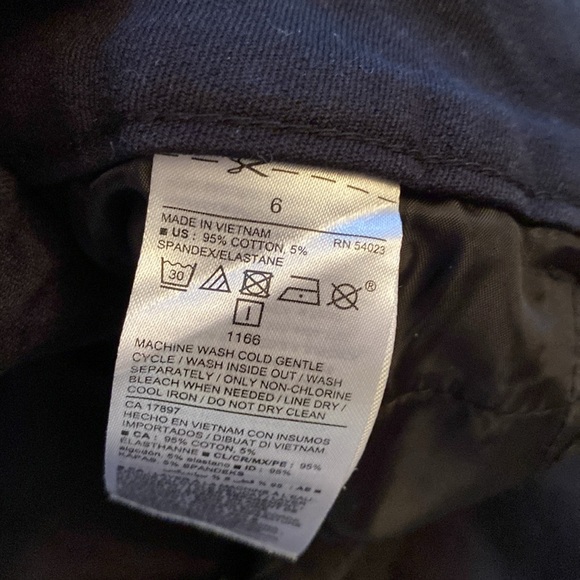 6
MADE IN VIETNAM RN 54023
■ US : 95% COTTON, 5%
SPANDEX/ELASTANE
30
®
1166
MACHINE WASH COLD GENTLE
CYCLE / WASH INSIDE OUT / WASH
SEPARATELY / ONLY NON-CHLORINE
BLEACH WHEN NEEDED / LINE DRY /
COOL IRON / DO NOT DRY CLEAN
CA 17897
HECHO EN VIETNAM CON INSUMOS
IMPORTADOS / DIBUAT DI VIETNAM
■ CA : 95% COTTON, 5%
ELASTHANNE ■ CL/CR/MX/PE : 95%
algodón, 5% elastano ■ ID : 95%
KAPAS, 5% SPANDEKS